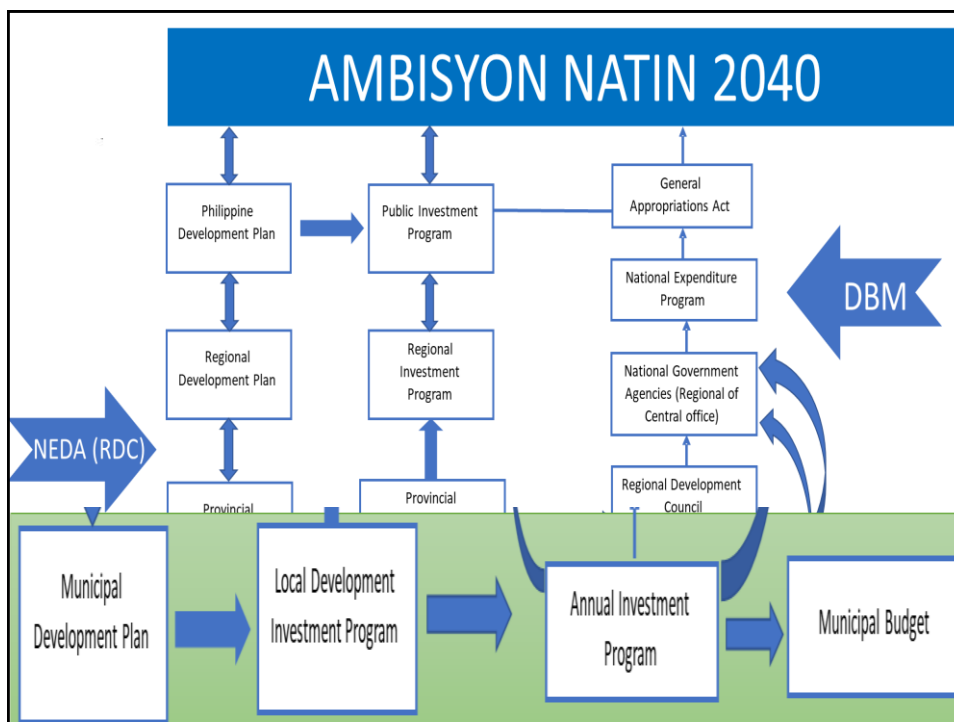 AMBISYON NATIN 2040
Philippine
Development Plan
Public Investment
Program
General
Appropriations Act
National Expenditure
Program
DBM
Regional
Development Plan
Regional
Investment
Program
National Government
Agencies (Regional of
Central office)
NEDA (RDC)
Provincial
Provincial
Regional Development
Council
Municipal
Development Plan
Local Development
Investment Program
Annual Investment
Program
Municipal Budget